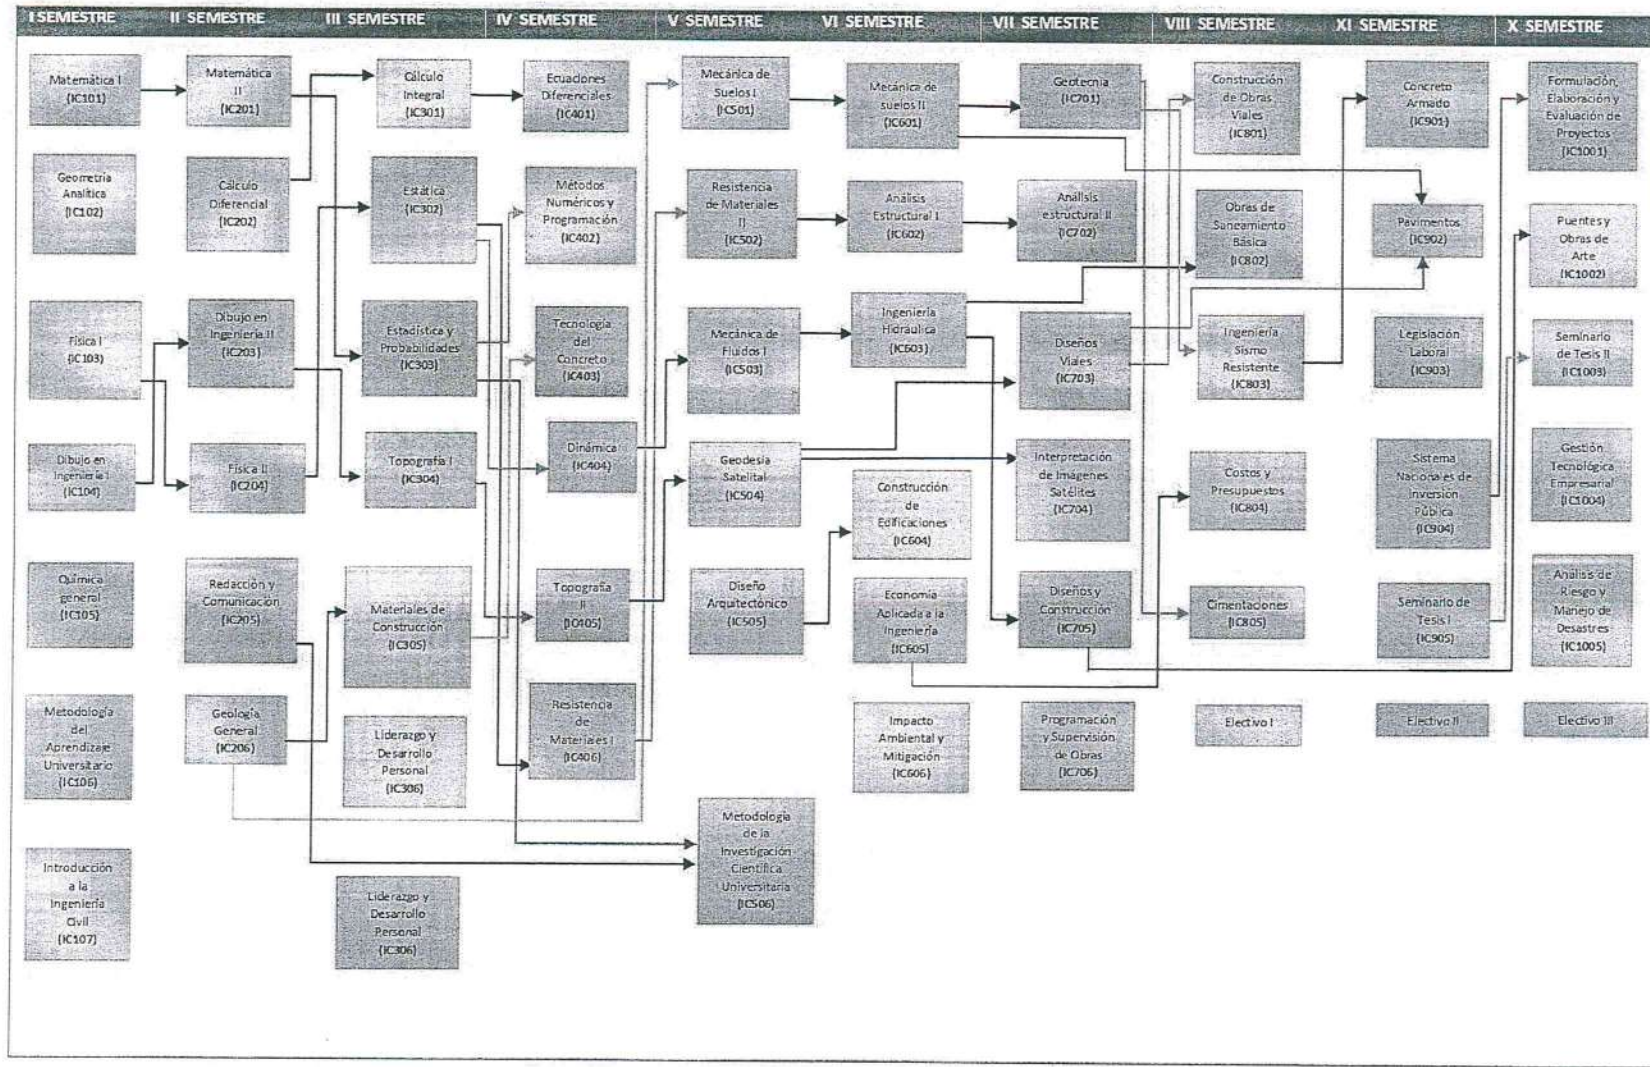 I SEMESTRE
II SEMESTRE
III SEMESTRE
IV SEMESTRE
V SEMESTRE
VI SEMESTRE
VII SEMESTRE
VIII SEMESTRE
XI SEMESTRE
X SEMESTRE
Matemática I
(IC101)
Geometría
Analítica
(IC102)
Física I
(IC103)
Dibujo en
Ingeniería I
(IC104)
Química
general
(IC105)
Metodología
del
Aprendizaje
Universitario
(IC106)
Introducción
a la
Ingeniería
Civil
(IC107)
Matemática
II
(IC201)
Cálculo
Diferencial
(IC202)
Dibujo en
Ingeniería II
(IC203)
Física II
(IC204)
Redacción y
Comunicación
(IC205)
Geología
General
(IC206)
Cálculo
Integral
(IC301)
Estática
(IC302)
Estadística y
Probabilidades
(IC303)
Topografía I
(IC304)
Materiales de
Construcción
(IC305)
Liderazgo y
Desarrollo
Personal
(IC306)
Liderazgo y
Desarrollo
Personal
(IC306)
Ecuaciones
Diferenciales
(IC401)
Métodos
Numéricos y
Programación
(IC402)
Tecnología
del
Concreto
(IC403)
Dinámica
(IC404)
Topografía
II
(IC405)
Resistencia
de
Materiales I
(IC406)
Mecánica de
Suelos I
(IC501)
Resistencia
de Materiales
II
(IC502)
Mecánica de
Fluidos I
(IC503)
Geodesia
Satelital
(IC504)
Diseño
Arquitectónico
(IC505)
Metodología
de la
Investigación
Científica
Universitaria
(IC506)
Mecánica de
suelos II
(IC601)
Análisis
Estructural I
(IC602)
Ingeniería
Hidráulica
(IC603)
Construcción
de
Edificaciones
(IC604)
Economía
Aplicada a la
Ingeniería
(IC605)
Impacto
Ambiental y
Mitigación
(IC606)
Geotecnia
(IC701)
Análisis
estructural II
(IC702)
Diseños
Viales
(IC703)
Interpretación
de Imágenes
Satélites
(IC704)
Diseños y
Construcción
(IC705)
Programación
y Supervisión
de Obras
(IC706)
Construcción
de Obras
Viales
(IC801)
Obras de
Saneamiento
Básica
(IC802)
Ingeniería
Sismo
Resistente
(IC803)
Costos y
Presupuestos
(IC804)
Cimentaciones
(IC805)
Electivo I
Concreto
Armado
(IC901)
Pavimentos
(IC902)
Legislación
Laboral
(IC903)
Sistema
Nacionales de
Inversión
Pública
(IC904)
Seminario de
Tesis I
(IC905)
Electivo II
Formulación,
Elaboración y
Evaluación de
Proyectos
(IC1001)
Puentes y
Obras de
Arte
(IC1002)
Seminario
de Tesis II
(IC1003)
Gestión
Tecnológica
Empresarial
(IC1004)
Análisis de
Riesgo y
Manejo de
Desastres
(IC1005)
Electivo III